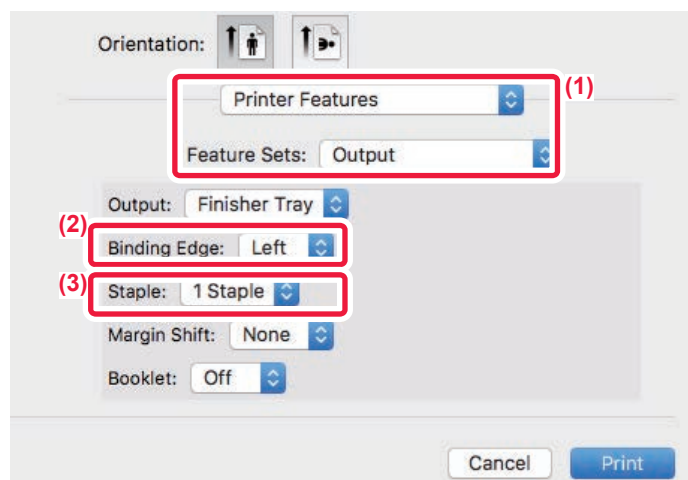 Orientation:
Printer Features
(1)
Feature Sets: Output
Output: Finisher Tray
(2)
Binding Edge: Left
(3)
Staple: 1 Staple
Margin Shift: None
Booklet: Off
Cancel Print